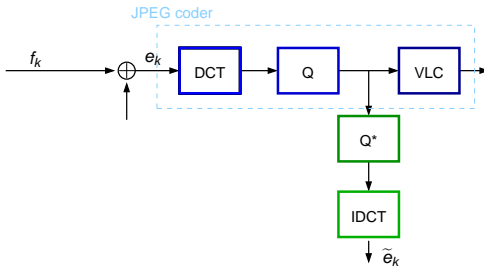 JPEG coder
f_k
e_k
DCT
Q
VLC
Q*
IDCT
ẽ_k